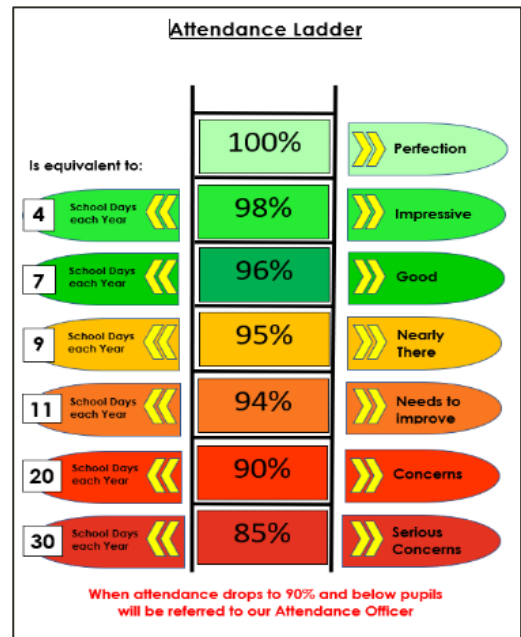 Attendance Ladder
100%
Perfection
Is equivalent to:
4
School Days
each Year
98%
Impressive
7
School Days
each Year
96%
Good
9
School Days
each Year
95%
Nearly
There
11
School Days
each Year
94%
Needs to
improve
20
School Days
each Year
90%
Concerns
30
School Days
each Year
85%
Serious
Concerns
When attendance drops to 90% and below pupils
will be referred to our Attendance Officer